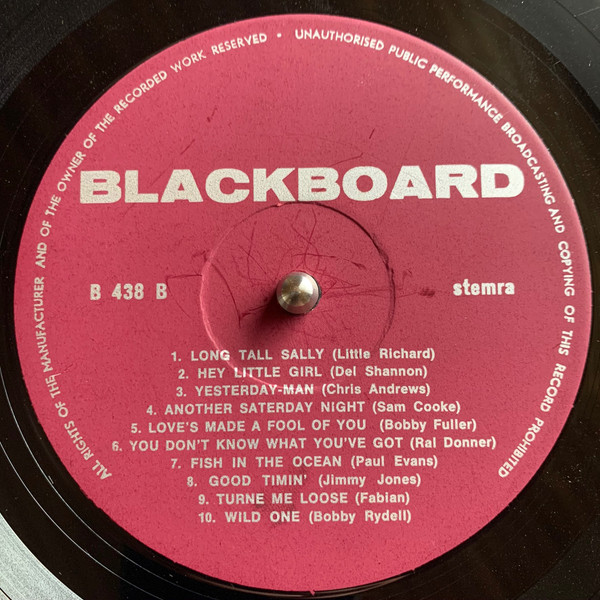 ALL RIGHTS OF THE MANUFACTURER AND OF THE OWNER OF THE RECORDED WORK RESERVED • UNAUTHORISED PUBLIC PERFORMANCE BROADCASTING AND COPYING OF THIS RECORD PROHIBITED
BLACKBOARD
B 438 B
stemra
1. LONG TALL SALLY (Little Richard)
2. HEY LITTLE GIRL (Del Shannon)
3. YESTERDAY-MAN (Chris Andrews)
4. ANOTHER SATERDAY NIGHT (Sam Cooke)
5. LOVE'S MADE A FOOL OF YOU (Bobby Fuller)
6. YOU DON'T KNOW WHAT YOU'VE GOT (Ral Donner)
7. FISH IN THE OCEAN (Paul Evans)
8. GOOD TIMIN' (Jimmy Jones)
9. TURNE ME LOOSE (Fabian)
10. WILD ONE (Bobby Rydell)